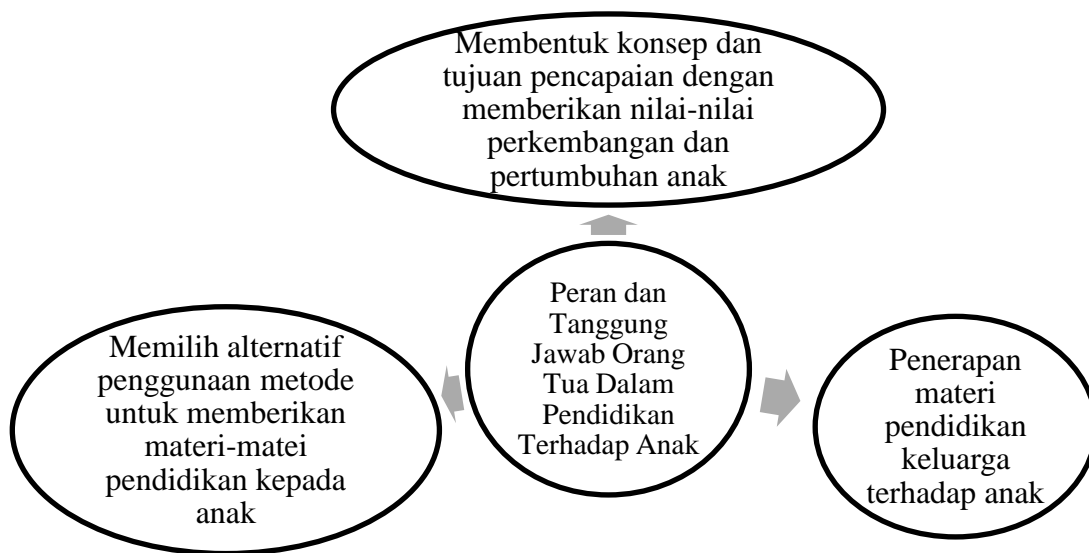 Membentuk konsep dan
tujuan pencapaian dengan
memberikan nilai-nilai
perkembangan dan
pertumbuhan anak
Peran dan
Tanggung
Jawab Orang
Tua Dalam
Pendidikan
Terhadap Anak
Memilih alternatif
penggunaan metode
untuk memberikan
materi-matei
pendidikan kepada
anak
Penerapan
materi
pendidikan
keluarga
terhadap anak